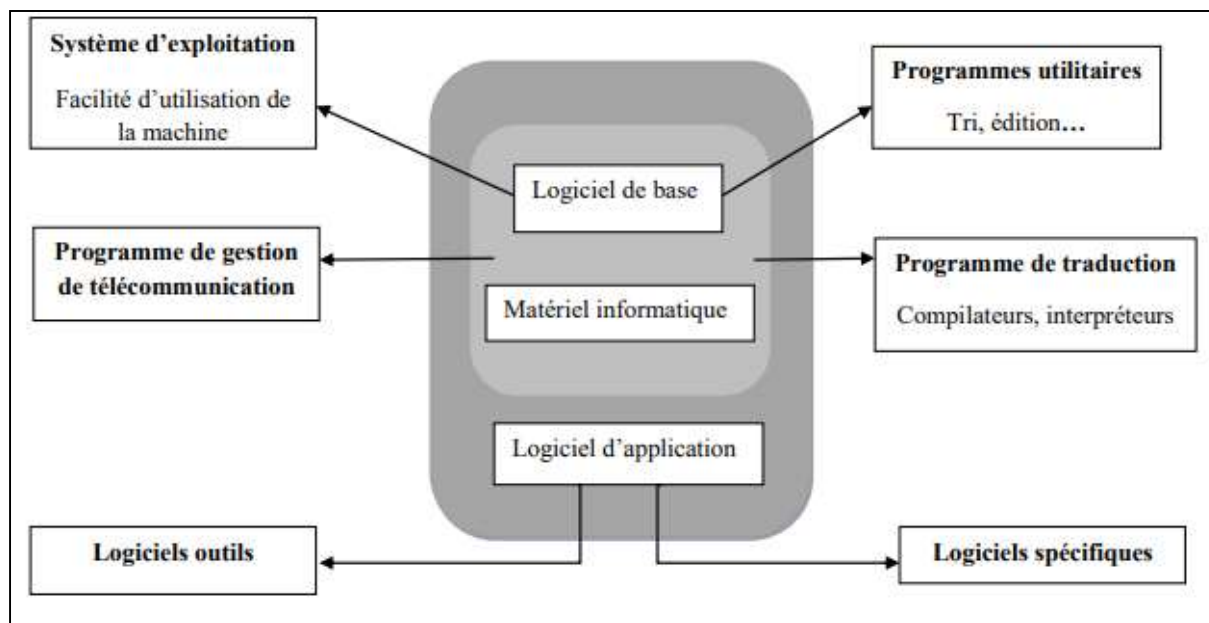 Système d'exploitation
Facilité d'utilisation de
la machine
Programmes utilitaires
Tri, édition...
Logiciel de base
Programme de gestion
de télécommunication
Programme de traduction
Compilateurs, interpréteurs
Matériel informatique
Logiciel d'application
Logiciels outils
Logiciels spécifiques